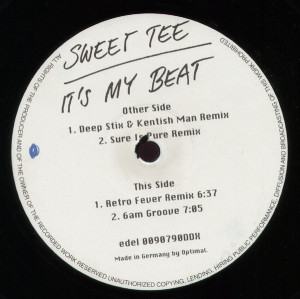 SWEET TEE
IT'S MY BEAT
Other Side
1. Deep Stix & Kentish Man Remix
2. Sure Is Pure Remix
This Side
1. Retro Fever Remix 6:37
2. 6am Groove 7:05
edel 0090790DDX
Made in Germany by Optimal.
ALL RIGHTS OF THE PRODUCER AND OF THE OWNER OF THE RECORDED WORK RESERVED UNAUTHORIZED COPYING, LENDING, HIRING PUBLIC PERFORMANCE, DIFFUSION AND BROADCASTING OF THIS WORK PROHIBITED